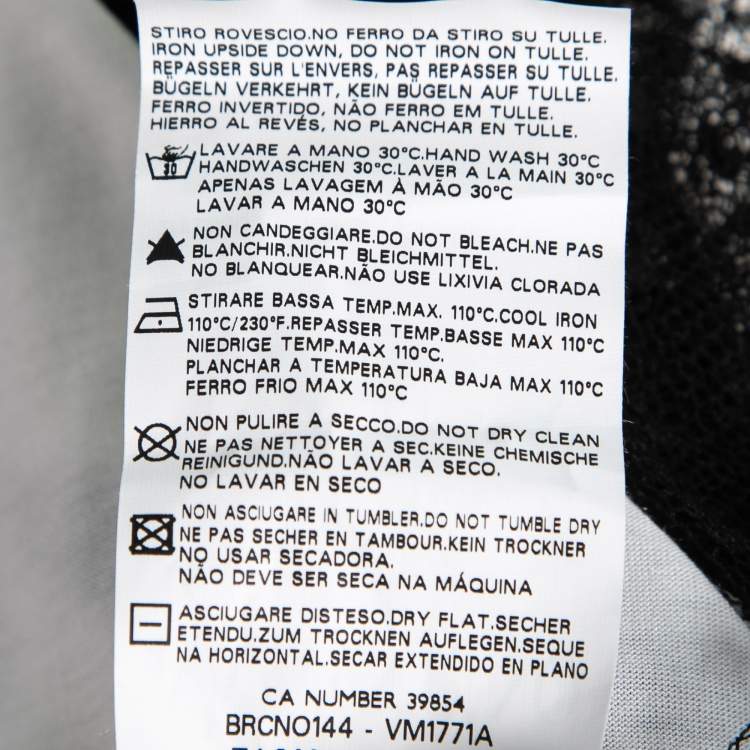 STIRO ROVESCIO.NO FERRO DA STIRO SU TULLE.
IRON UPSIDE DOWN, DO NOT IRON ON TULLE.
REPASSER SUR L'ENVERS, PAS REPASSER SU TULLE.
BÜGELN VERKEHRT, KEIN BÜGELN AUF TULLE.
FERRO INVERTIDO, NÃO FERRO EM TULLE.
HIERRO AL REVÉS, NO PLANCHAR EN TULLE.
30
LAVARE A MANO 30°C.HAND WASH 30°C
HANDWASCHEN 30°C.LAVER A LA MAIN 30°C
APENAS LAVAGEM À MÃO 30°C
LAVAR A MANO 30°C
NON CANDEGGIARE.DO NOT BLEACH.NE PAS
BLANCHIR.NICHT BLEICHMITTEL.
NO BLANQUEAR.NÃO USE LIXIVIA CLORADA
STIRARE BASSA TEMP.MAX. 110°C.COOL IRON
110°C/230°F.REPASSER TEMP.BASSE MAX 110°C
NIEDRIGE TEMP.MAX 110°C.
PLANCHAR A TEMPERATURA BAJA MAX 110°C
FERRO FRIO MAX 110°C
NON PULIRE A SECCO.DO NOT DRY CLEAN
NE PAS NETTOYER A SEC.KEINE CHEMISCHE
REINIGUND.NÃO LAVAR A SECO.
NO LAVAR EN SECO
NON ASCIUGARE IN TUMBLER.DO NOT TUMBLE DRY
NE PAS SECHER EN TAMBOUR.KEIN TROCKNER
NO USAR SECADORA.
NÃO DEVE SER SECA NA MÁQUINA
ASCIUGARE DISTESO.DRY FLAT.SECHER
ETENDU.ZUM TROCKNEN AUFLEGEN.SEQUE
NA HORIZONTAL.SECAR EXTENDIDO EN PLANO
CA NUMBER 39854
BRCNO144 - VM1771A